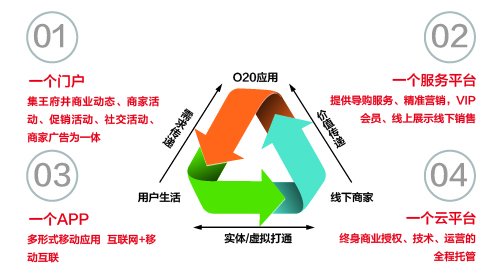 01
一个门户
集王府井商业动态、商家活
动、促销活动、社交活动、
商家广告为一体
02
一个服务平台
提供导购服务、精准营销，VIP
会员、线上展示线下销售
O2O应用
需求传递
价值传递
用户生活
线下商家
实体/虚拟打通
03
一个APP
多形式移动应用 互联网+移
动互联
04
一个云平台
终身商业授权、技术、运营的
全程托管